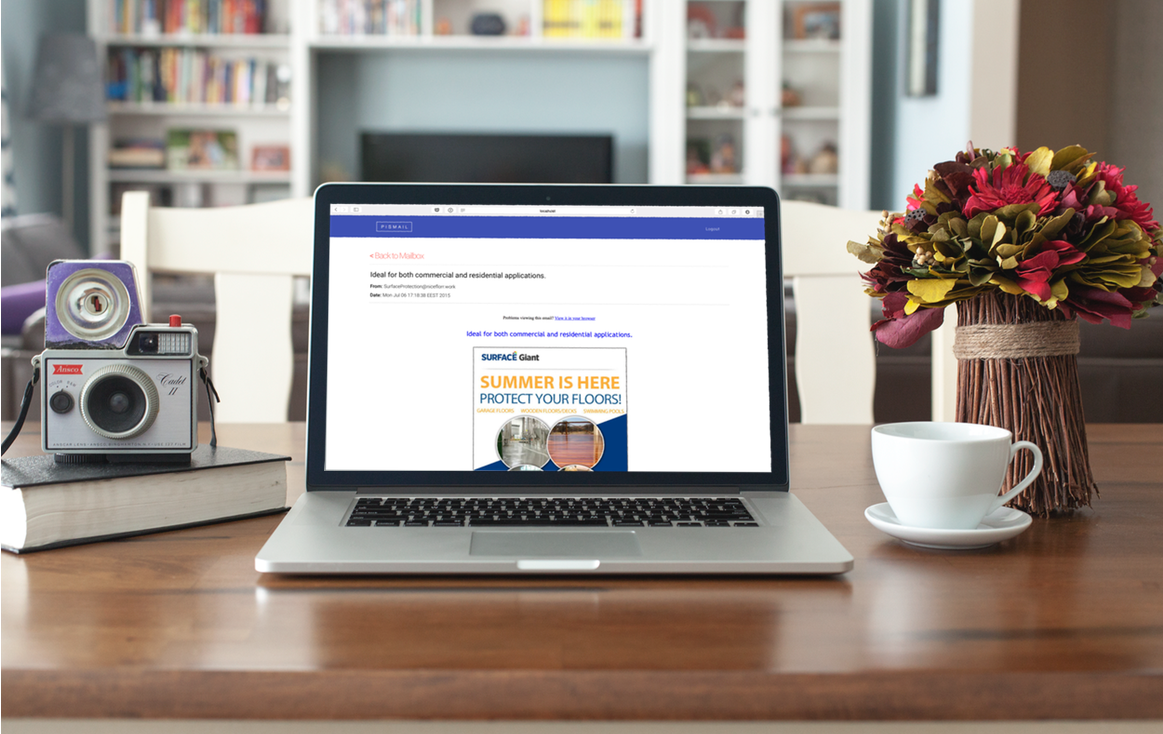 localhost
PIEMAIL
Logout
< Back to Mailbox
Ideal for both commercial and residential applications.
From: SurfaceProtection@niceflori.work
Date: Mon Jul 06 17:18:38 EEST 2015
Problems viewing this email? View it in your browser
Ideal for both commercial and residential applications.
SURFACE Giant
SUMMER IS HERE
PROTECT YOUR FLOORS!
GARAGE FLOORS WOODEN FLOORS/DECKS SWIMMING POOLS
Ansco
Cadet
II
COLOR B&W